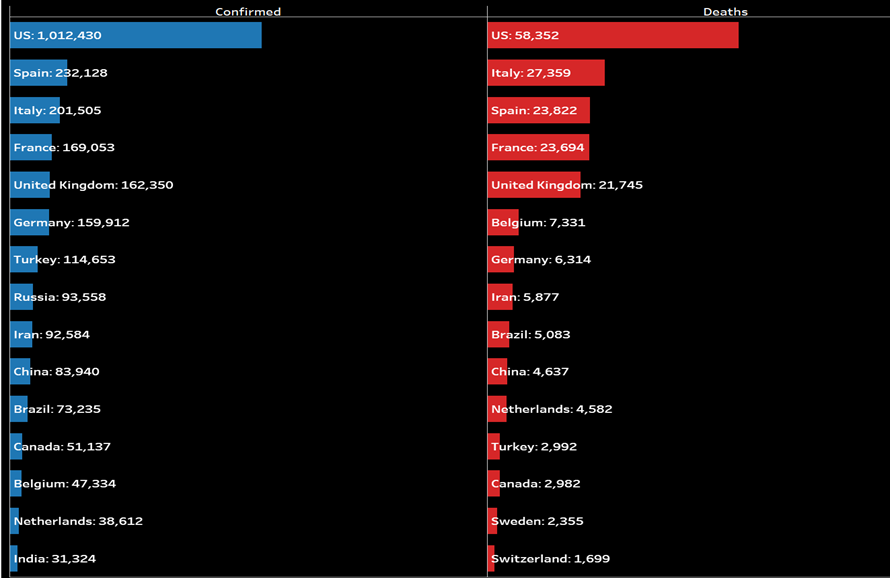 Confirmed
US: 1,012,430
Spain: 232,128
Italy: 201,505
France: 169,053
United Kingdom: 162,350
Germany: 159,912
Turkey: 114,653
Russia: 93,558
Iran: 92,584
China: 83,940
Brazil: 73,235
Canada: 51,137
Belgium: 47,334
Netherlands: 38,612
India: 31,324
Deaths
US: 58,352
Italy: 27,359
Spain: 23,822
France: 23,694
United Kingdom: 21,745
Belgium: 7,331
Germany: 6,314
Iran: 5,877
Brazil: 5,083
China: 4,637
Netherlands: 4,582
Turkey: 2,992
Canada: 2,982
Sweden: 2,355
Switzerland: 1,699